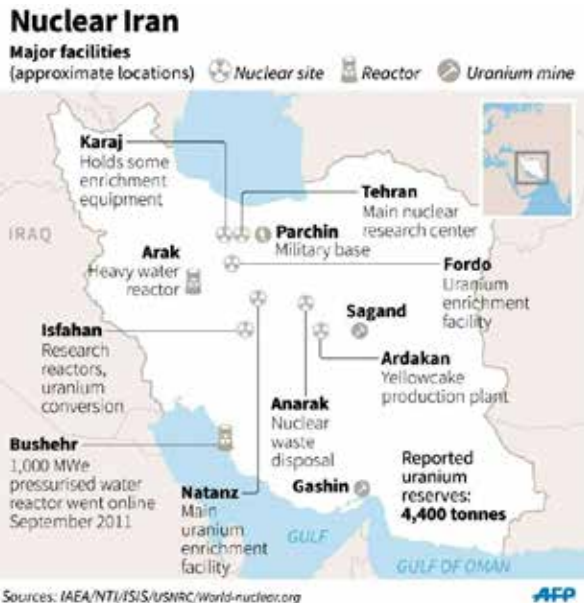 Nuclear Iran
Major facilities
(approximate locations)
Nuclear site
Reactor
Uranium mine
Karaj
Holds some
enrichment
equipment
Tehran
Main nuclear
research center
IRAQ
Parchin
Military base
Arak
Heavy water
reactor
Fordo
Uranium
enrichment
facility
Sagand
Isfahan
Research
reactors,
uranium
conversion
Ardakan
Yellowcake
production plant
Anarak
Nuclear
waste
disposal
Bushehr
1,000 MWe
pressurised water
reactor went online
September 2011
Natanz
Main
uranium
enrichment
facility
Gashin
Reported
uranium
reserves:
4,400 tonnes
GULF
GULF OF OMAN
Sources: IAEA/NTI/ISIS/USNRC/World-nuclear.org
AFP